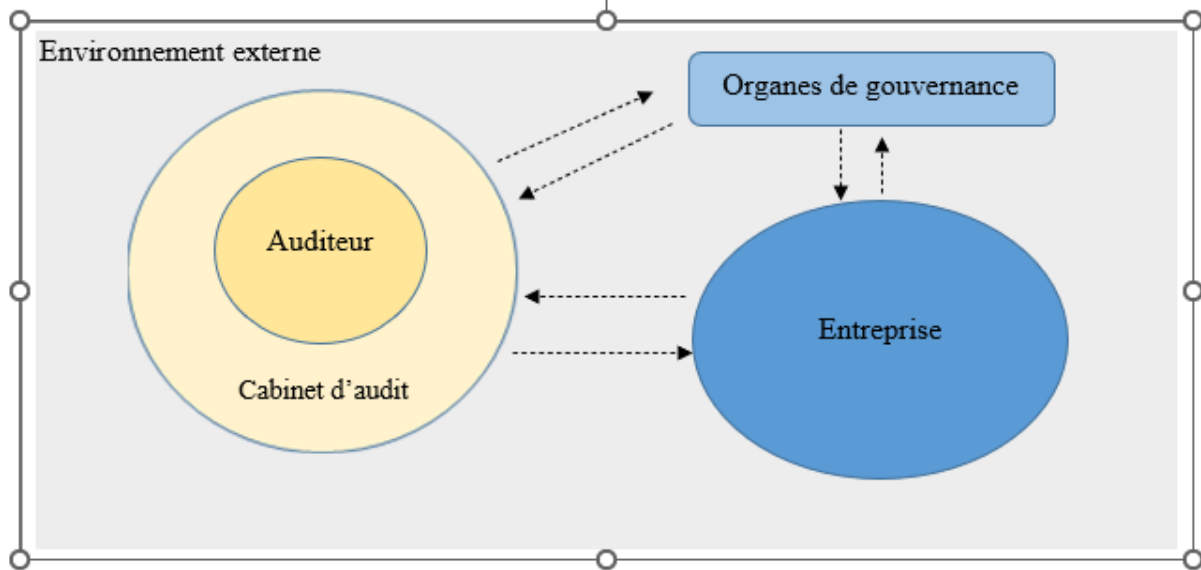 Environnement externe
Organes de gouvernance
Auditeur
Entreprise
Cabinet d’audit